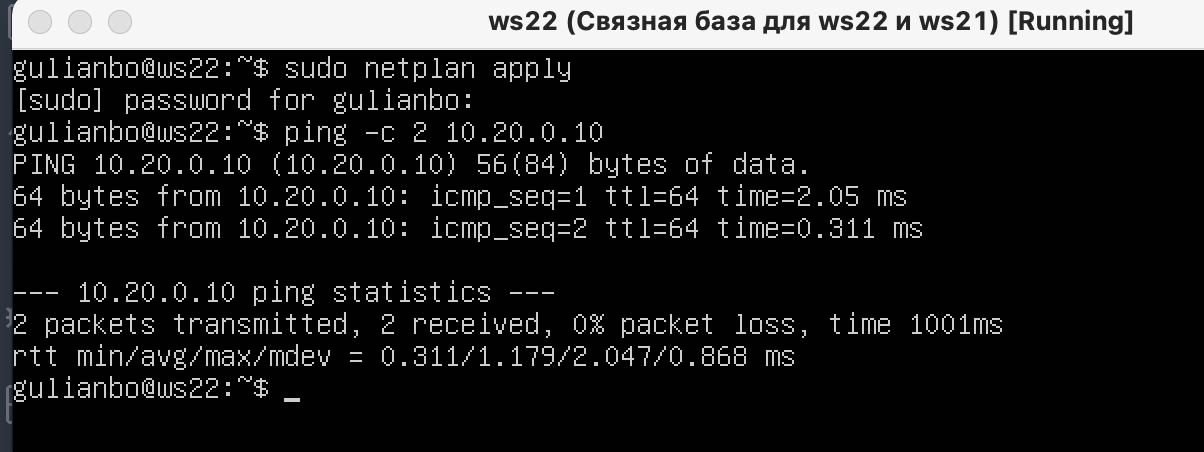 ws22 (Связная база для ws22 и ws21) [Running]
gulianbo@ws22:~$ sudo netplan apply
[sudo] password for gulianbo:
gulianbo@ws22:~$ ping -c 2 10.20.0.10
PING 10.20.0.10 (10.20.0.10) 56(84) bytes of data.
64 bytes from 10.20.0.10: icmp_seq=1 ttl=64 time=2.05 ms
64 bytes from 10.20.0.10: icmp_seq=2 ttl=64 time=0.311 ms
--- 10.20.0.10 ping statistics ---
2 packets transmitted, 2 received, 0% packet loss, time 1001ms
rtt min/avg/max/mdev = 0.311/1.179/2.047/0.868 ms
gulianbo@ws22:~$ _